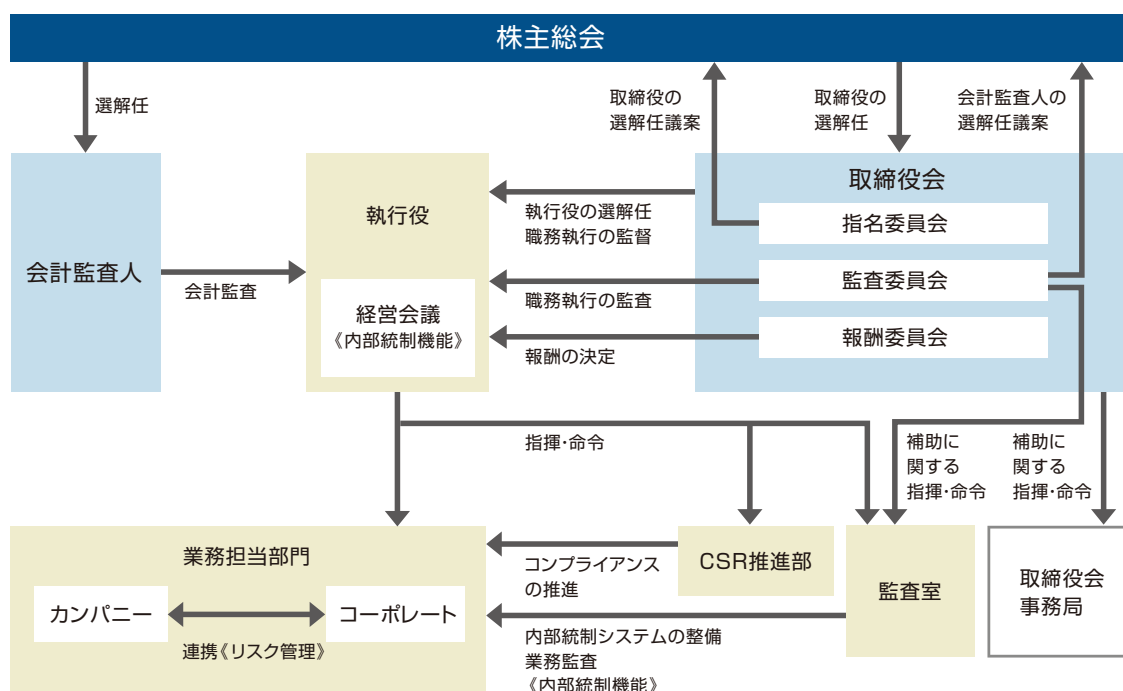 株主総会
選解任
取締役の
選解任議案
取締役の
選解任
会計監査人の
選解任議案
会計監査人
会計監査
執行役
経営会議
《内部統制機能》
執行役の選解任
職務執行の監督
職務執行の監査
報酬の決定
取締役会
指名委員会
監査委員会
報酬委員会
指揮・命令
補助に
関する
指揮・命令
補助に
関する
指揮・命令
業務担当部門
カンパニー
コーポレート
連携《リスク管理》
コンプライアンス
の推進
CSR推進部
監査室
取締役会
事務局
内部統制システムの整備
業務監査
《内部統制機能》